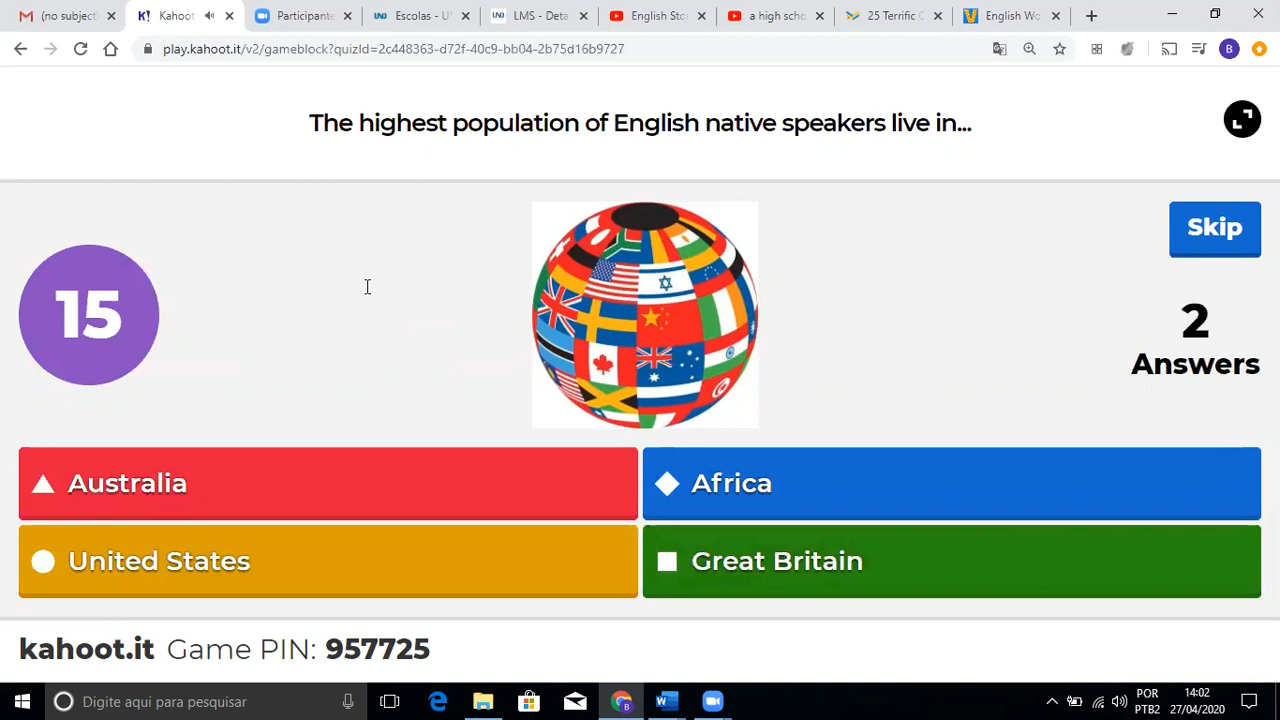 (no subject)
Kahoot
Participante
Escolas - U
LMS - Deta
English Sto
a high scho
25 Terrific C
English Wo
play.kahoot.it/v2/gameblock?quizId=2c448363-d72f-40c9-bb04-2b75d16b9727
B
The highest population of English native speakers live in...
15
Skip
2
Answers
Australia
Africa
United States
Great Britain
kahoot.it Game PIN: 957725
Digite aqui para pesquisar
POR
PTB2
14:02
27/04/2020